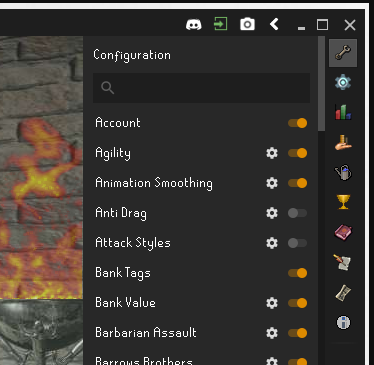 Configuration
Account
Agility
Animation Smoothing
Anti Drag
Attack Styles
Bank Tags
Bank Value
Barbarian Assault
Barrows Brothers